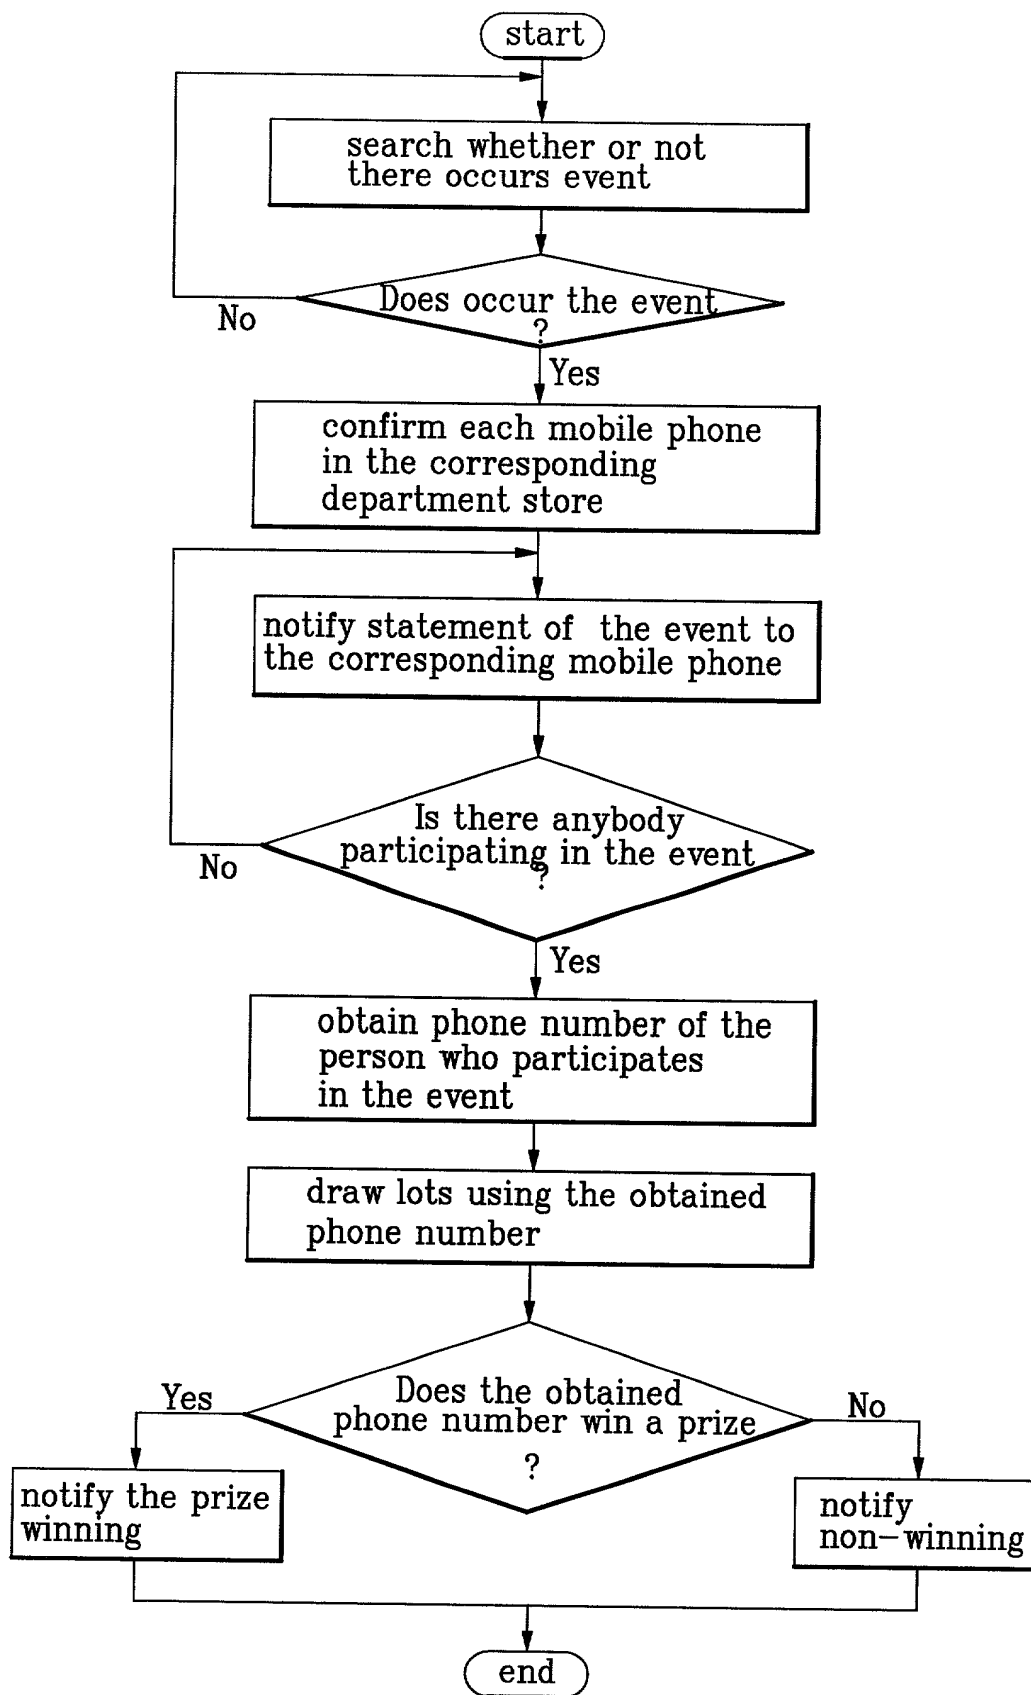 start
search whether or not
there occurs event
Does occur the event
?
No
Yes
confirm each mobile phone
in the corresponding
department store
notify statement of the event to
the corresponding mobile phone
Is there anybody
participating in the event
?
No
Yes
obtain phone number of the
person who participates
in the event
draw lots using the obtained
phone number
Does the obtained
phone number win a prize
?
Yes
No
notify the prize
winning
notify
non-winning
end